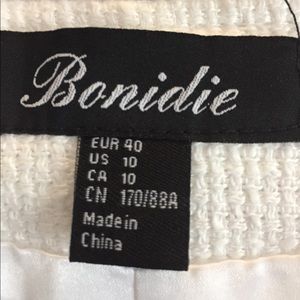 Bonidie
EUR 40
US 10
CA 10
CN 170/88A
Made in
China